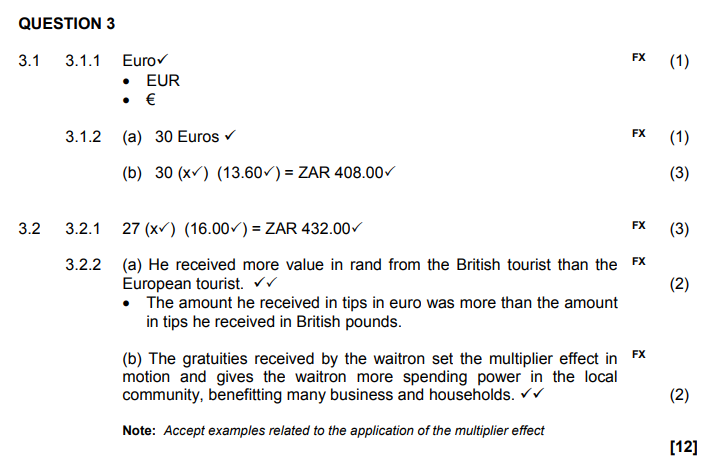 QUESTION 3
3.1 3.1.1 Euro✓ FX (1)
• EUR
• €
3.1.2 (a) 30 Euros ✓ FX (1)
(b) 30 (x✓) (13.60✓) = ZAR 408.00✓ (3)
3.2 3.2.1 27 (x✓) (16.00✓) = ZAR 432.00✓ FX (3)
3.2.2 (a) He received more value in rand from the British tourist than the FX
European tourist. ✓✓ (2)
• The amount he received in tips in euro was more than the amount
in tips he received in British pounds.
(b) The gratuities received by the waitron set the multiplier effect in FX
motion and gives the waitron more spending power in the local
community, benefitting many business and households. ✓✓ (2)
Note: Accept examples related to the application of the multiplier effect
[12]